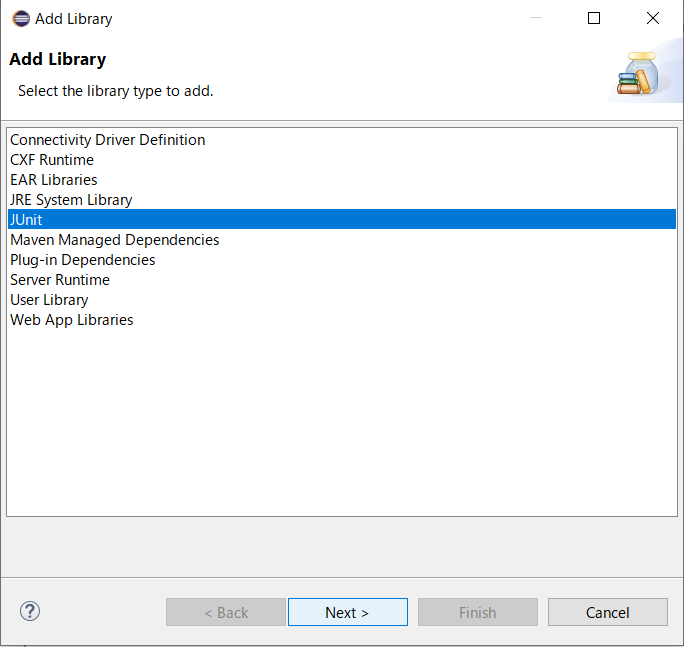 Add Library
Add Library
Select the library type to add.
Connectivity Driver Definition
CXF Runtime
EAR Libraries
JRE System Library
JUnit
Maven Managed Dependencies
Plug-in Dependencies
Server Runtime
User Library
Web App Libraries
? < Back Next > Finish Cancel